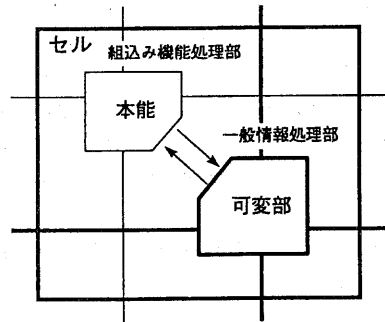 セル
組込み機能処理部
本能
一般情報処理部
可変部